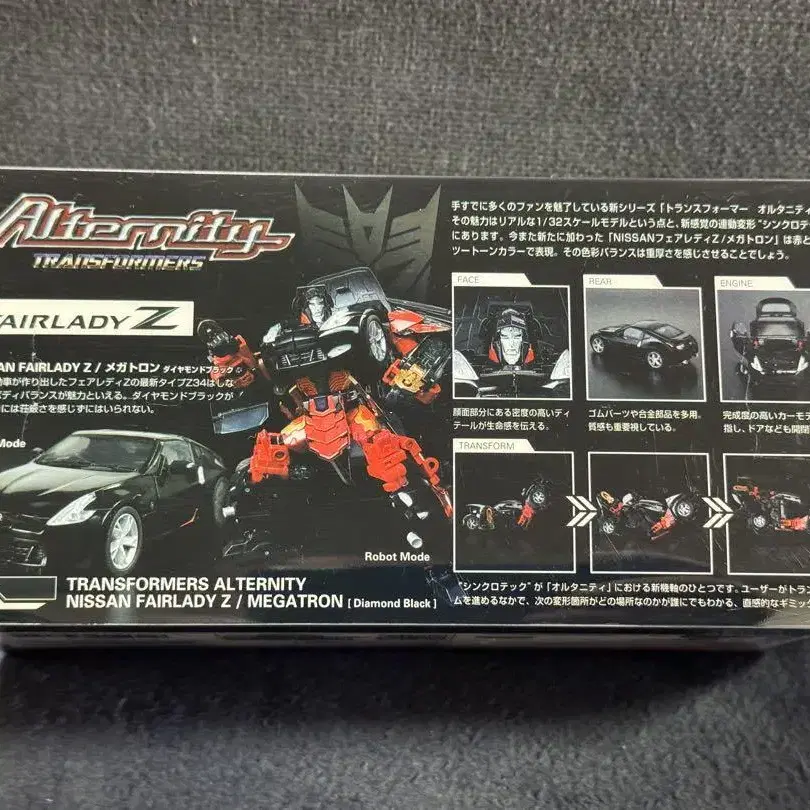 Alternity
TRANSFORMERS
FAIRLADY Z
NISSAN FAIRLADY Z / メガトロン ダイヤモンドブラック
動車が作り出したフェアレディZの最新タイプZ34はしな
ボディバランスが魅力といえる。ダイヤモンドブラックが
には荘厳さを感じずにはいられない。
Mode
Robot Mode
TRANSFORMERS ALTERNITY
NISSAN FAIRLADY Z / MEGATRON [ Diamond Black ]
手すでに多くのファンを魅了している新シリーズ「トランスフォーマー オルタニティ
その魅力はリアルな1/32スケールモデルという点と、新感覚の連動変形"シンクロテッ
にあります。今また新たに加わった「NISSANフェアレディZ/メガトロン」は赤と
ツートーンカラーで表現。その色彩バランスは重厚さを感じさせることでしょう。
FACE
REAR
ENGINE
顔面部分にある密度の高いディ
テールが生命感を伝える。
ゴムパーツや合金部品を多用。
質感も重要視している。
完成度の高いカーモデ
指し、ドアなども開閉
TRANSFORM
"シンクロテック"が「オルタニティ」における新機軸のひとつです。ユーザーがトラン
ムを進めるなかで、次の変形箇所がどの場所なのかが誰にでもわかる、直感的なギミック